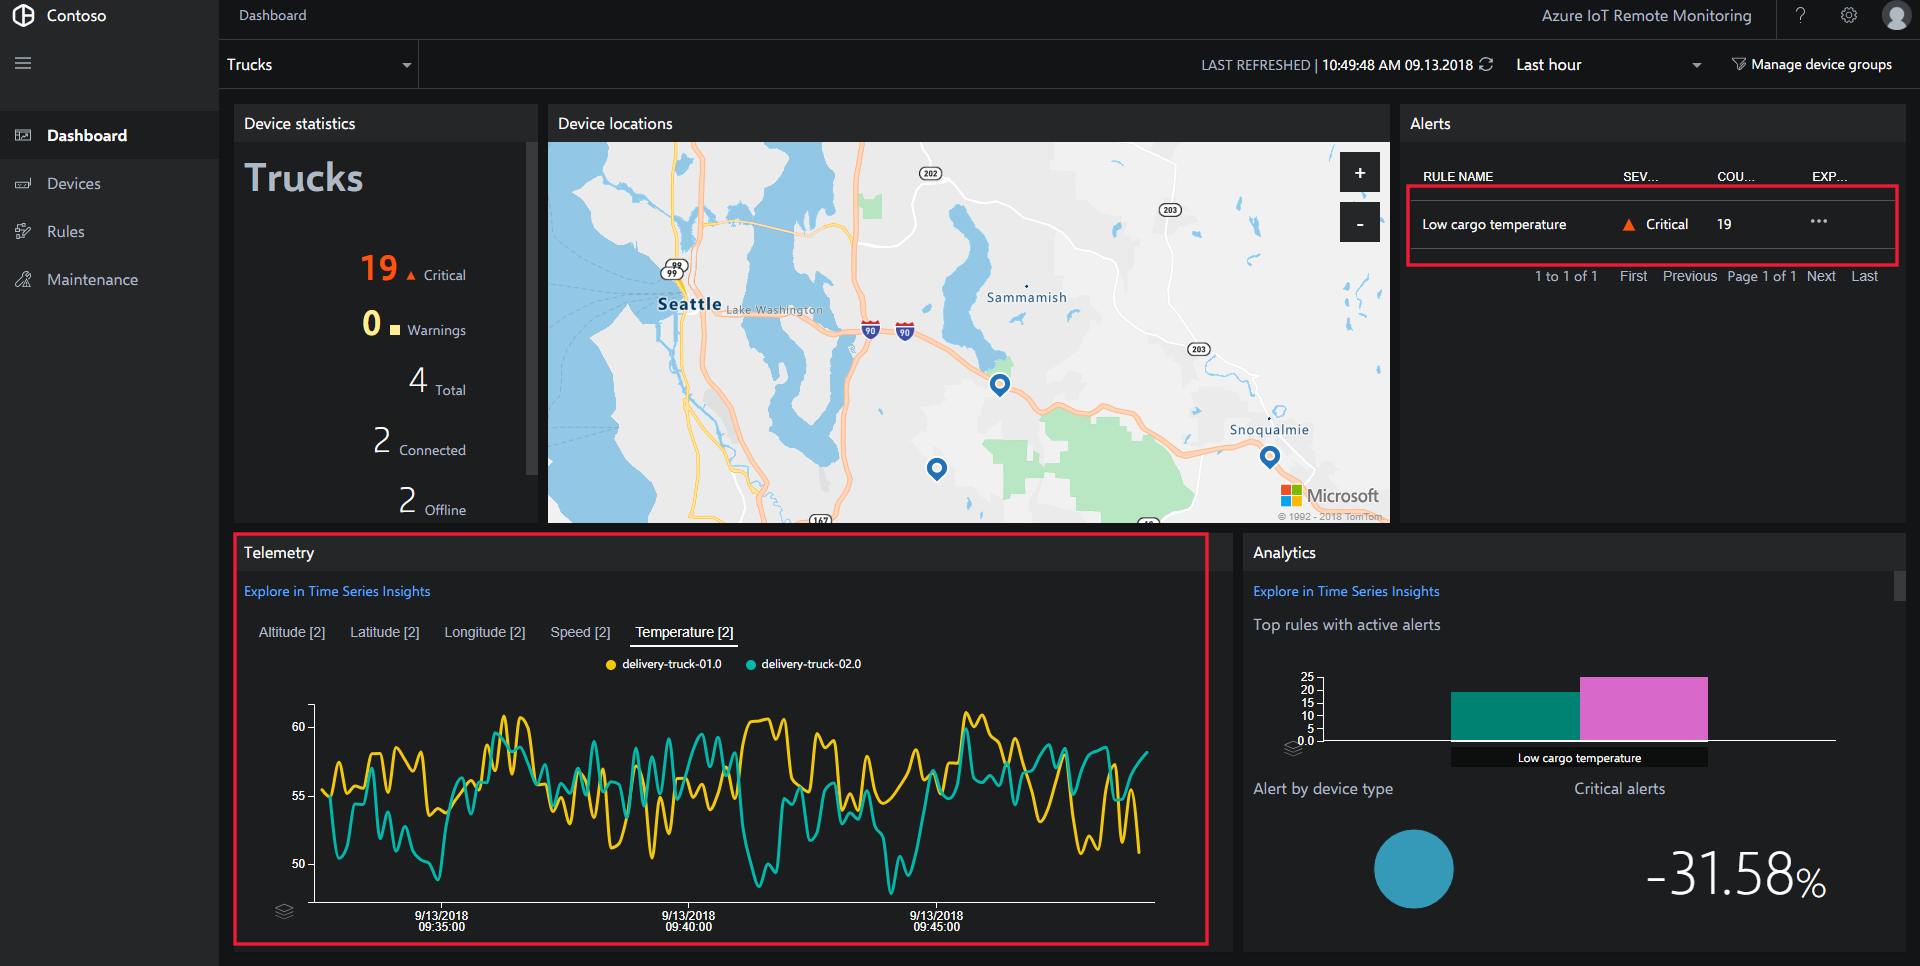 Contoso
Dashboard
Azure IoT Remote Monitoring
?
Trucks
LAST REFRESHED | 10:49:48 AM 09.13.2018
Last hour
Manage device groups
Dashboard
Devices
Rules
Maintenance
Device statistics
Trucks
19 Critical
0 Warnings
4 Total
2 Connected
2 Offline
Device locations
+
-
202
203
99
99
Seattle
Lake Washington
Sammamish
90
90
203
Snoqualmie
167
Microsoft
© 1992 - 2018 TomTom
Alerts
RULE NAME SEV... COU... EXP...
Low cargo temperature Critical 19 ...
1 to 1 of 1 First Previous Page 1 of 1 Next Last
Telemetry
Explore in Time Series Insights
Altitude [2] Latitude [2] Longitude [2] Speed [2] Temperature [2]
delivery-truck-01.0 delivery-truck-02.0
60
55
50
9/13/2018
09:35:00
9/13/2018
09:40:00
9/13/2018
09:45:00
Analytics
Explore in Time Series Insights
Top rules with active alerts
25
20
15
10
5
0.0
Low cargo temperature
Alert by device type
Critical alerts
-31.58%